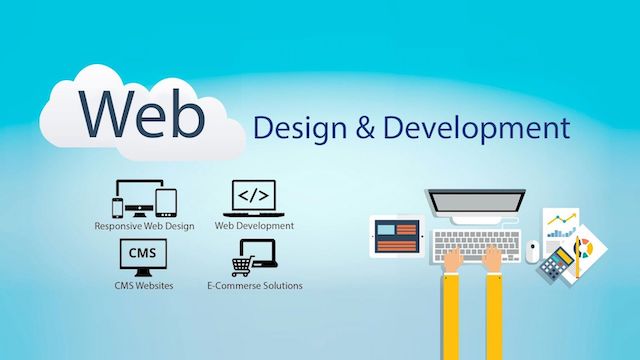 Web
Design & Development
Responsive Web Design
</>
Web Development
CMS
CMS Websites
E-Commerse Solutions